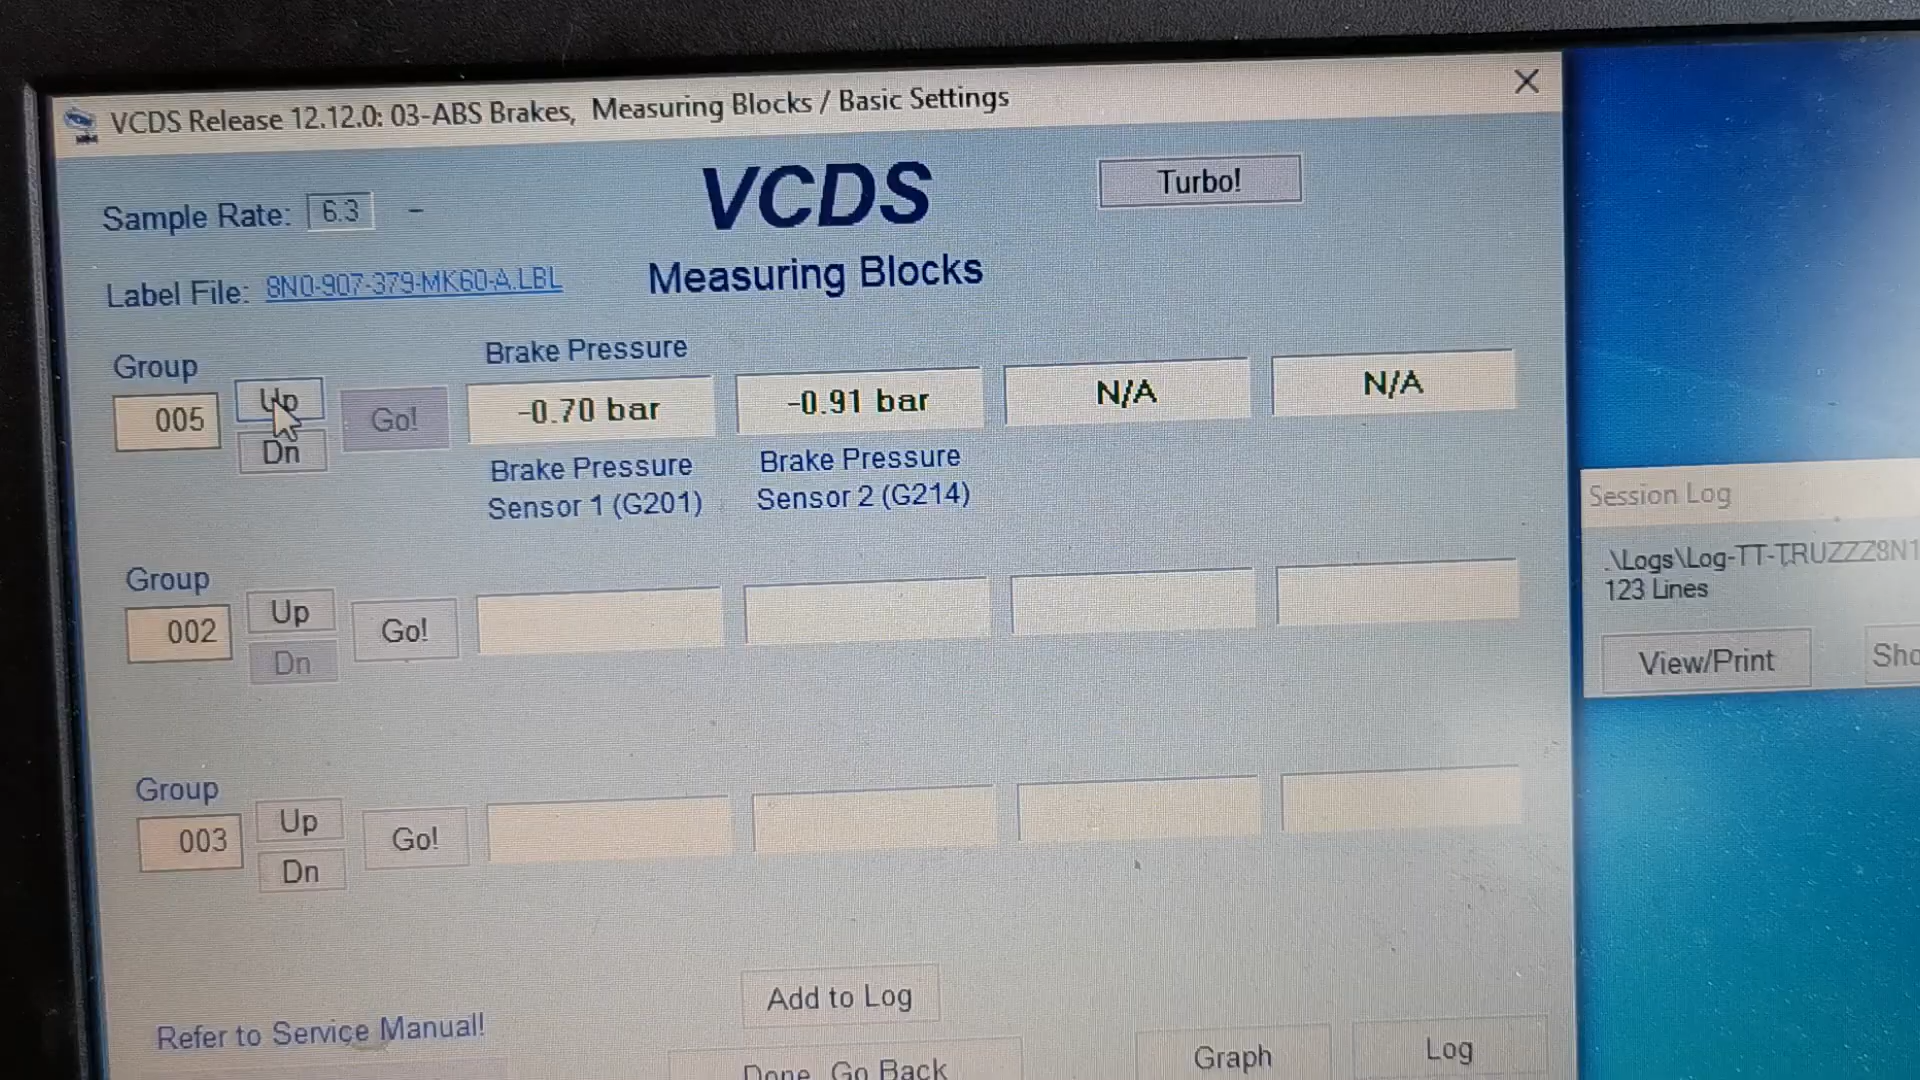 VCDS Release 12.12.0: 03-ABS Brakes, Measuring Blocks / Basic Settings
VCDS
Turbo!
Sample Rate: 6.3 –
Label File: 8N0-907-379-MK60-A.LBL
Measuring Blocks
Group
Brake Pressure
005
Up
Dn
Go!
-0.70 bar
-0.91 bar
N/A
N/A
Brake Pressure
Sensor 1 (G201)
Brake Pressure
Sensor 2 (G214)
Session Log
.\Logs\Log-TT-TRUZZZ8N1
123 Lines
View/Print
Sho
Group
002
Up
Dn
Go!
Group
003
Up
Dn
Go!
Refer to Service Manual!
Add to Log
Done, Go Back
Graph
Log